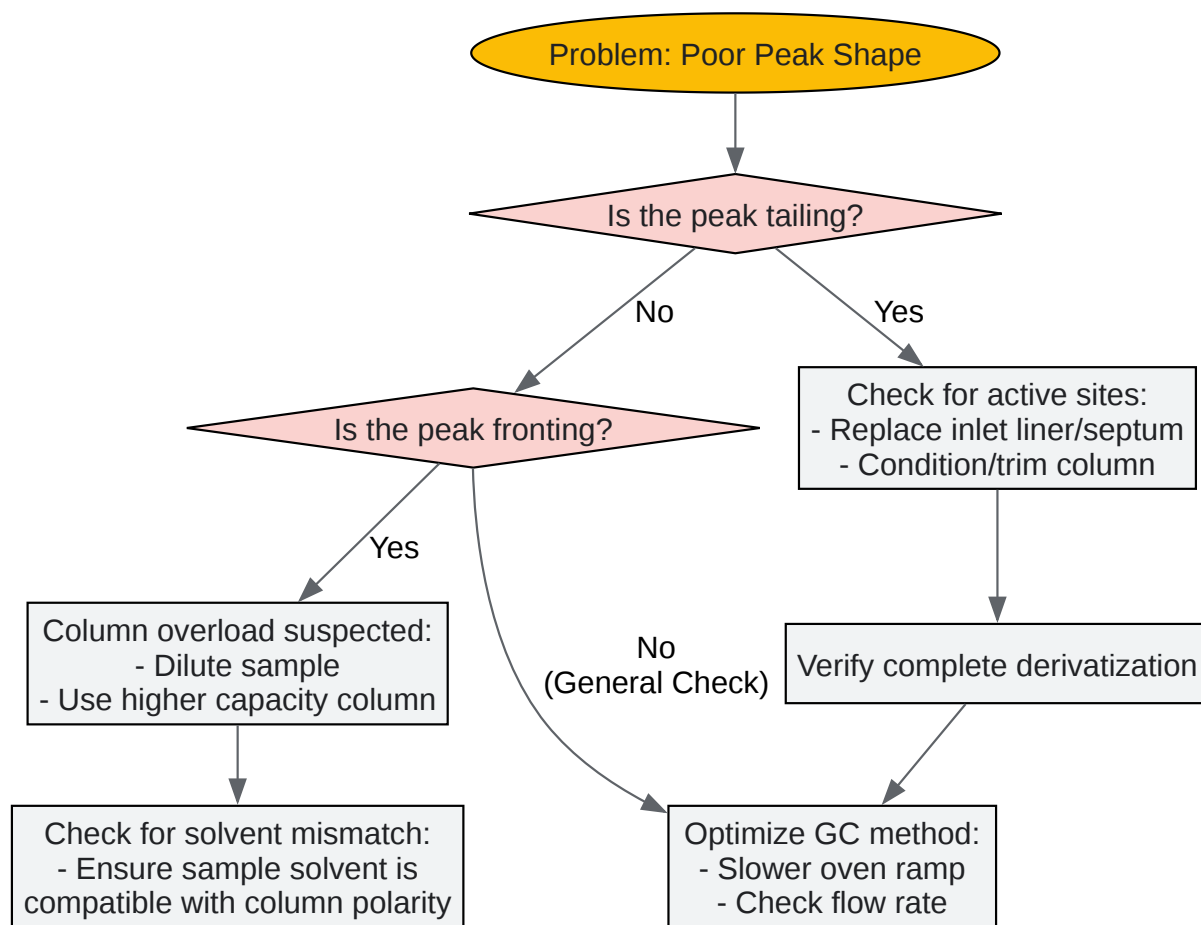 Problem: Poor Peak Shape
Is the peak tailing?
No
Yes
Is the peak fronting?
Check for active sites:
- Replace inlet liner/septum
- Condition/trim column
Yes
No
(General Check)
Column overload suspected:
- Dilute sample
- Use higher capacity column
Verify complete derivatization
Check for solvent mismatch:
- Ensure sample solvent is
compatible with column polarity
Optimize GC method:
- Slower oven ramp
- Check flow rate